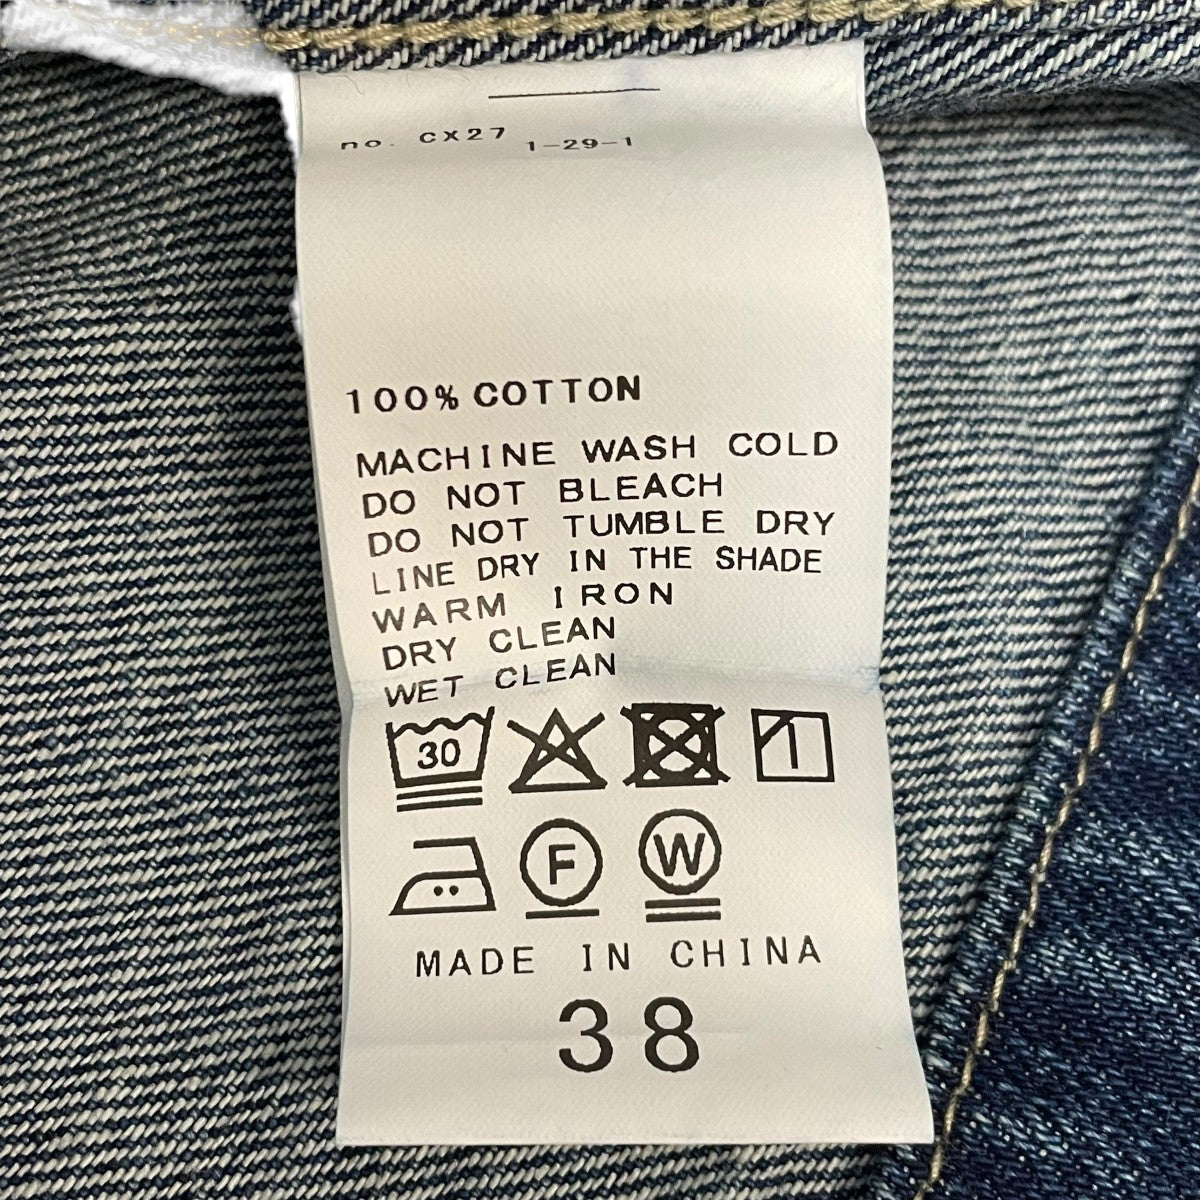 no. CX27 1-29-1
100% COTTON
MACHINE WASH COLD
DO NOT BLEACH
DO NOT TUMBLE DRY
LINE DRY IN THE SHADE
WARM IRON
DRY CLEAN
WET CLEAN
30
F W
MADE IN CHINA
38